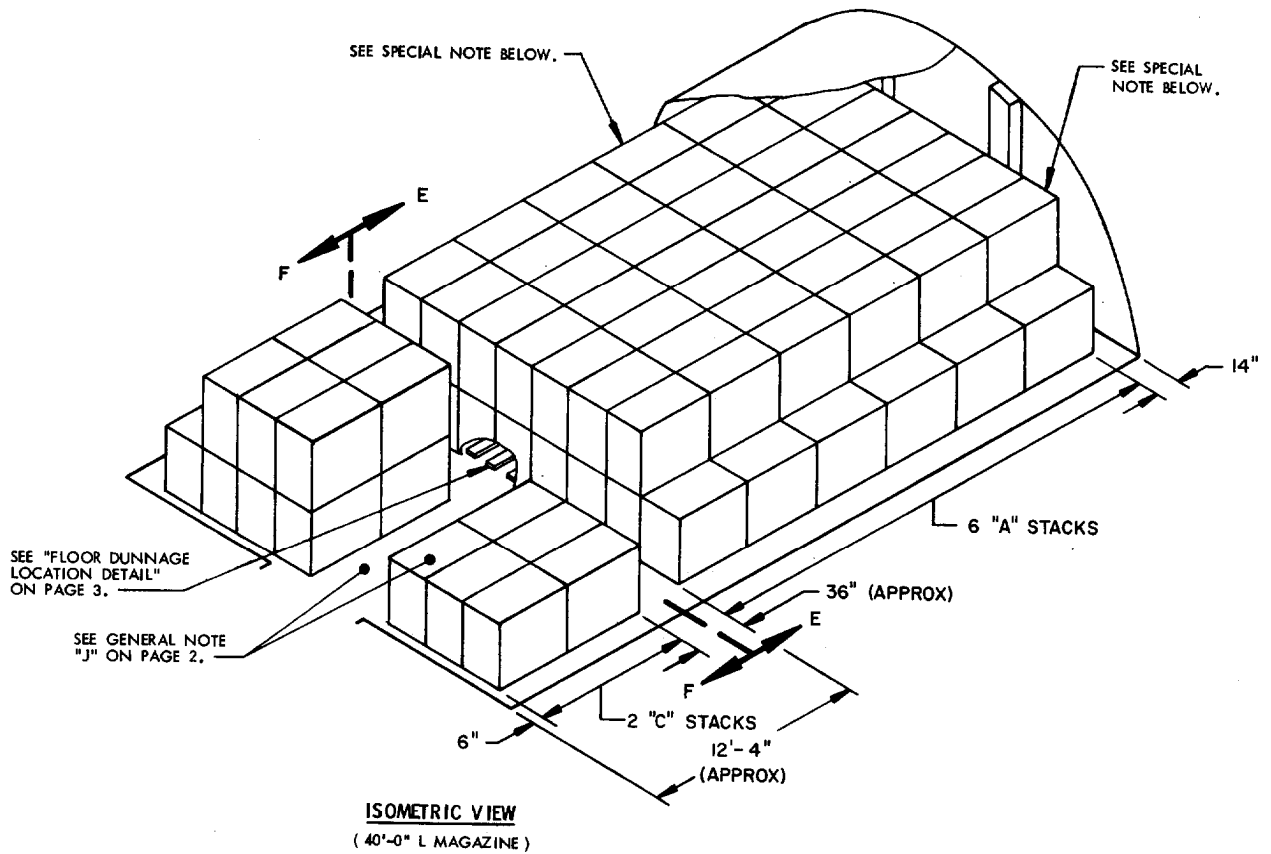 SEE SPECIAL NOTE BELOW.
SEE SPECIAL
NOTE BELOW.
E
F
14"
6 "A" STACKS
SEE "FLOOR DUNNAGE
LOCATION DETAIL"
ON PAGE 3.
36" (APPROX)
SEE GENERAL NOTE
"J" ON PAGE 2.
E
F
2 "C" STACKS
6"
12'-4"
(APPROX)
ISOMETRIC VIEW
( 40'-0" L MAGAZINE )